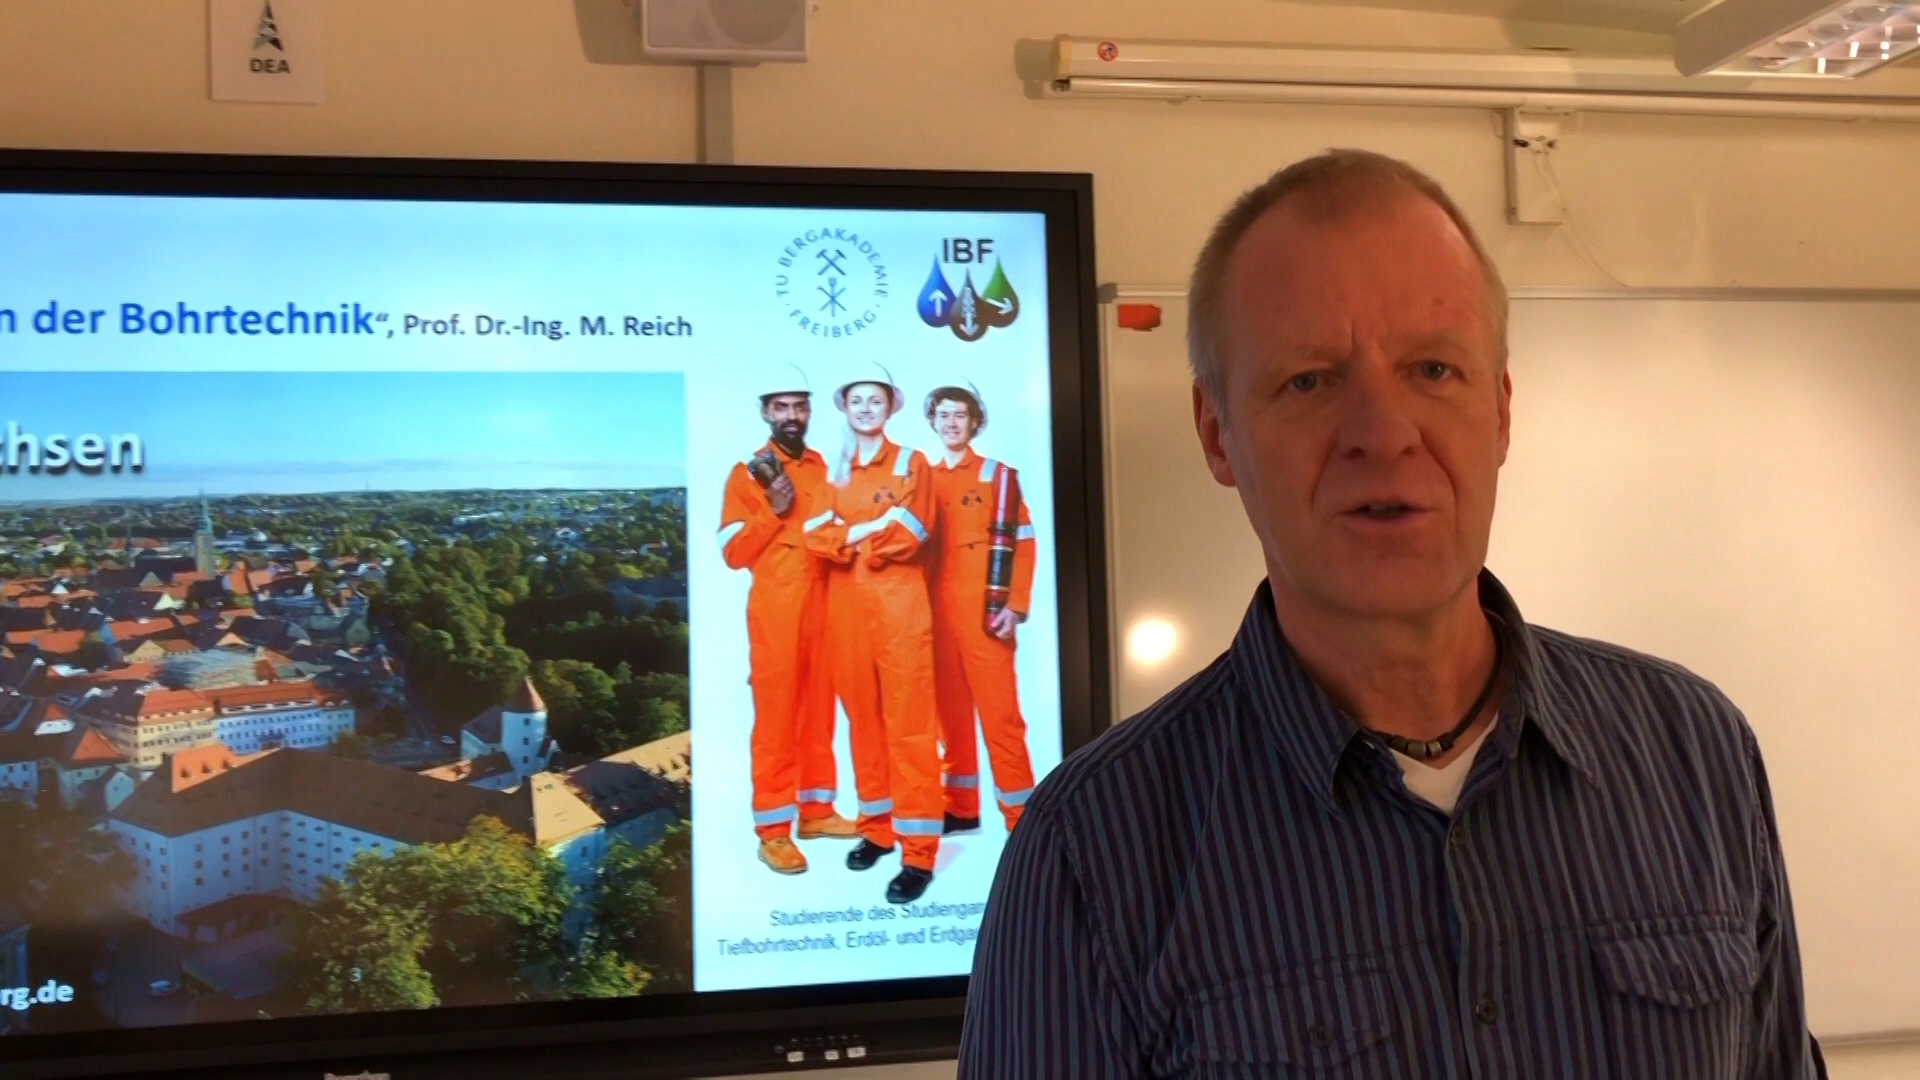 DEA
TU BERGAKADEMIE
FREIBERG
IBF
n der Bohrtechnik“, Prof. Dr.-Ing. M. Reich
chsen
Studierende des Studiengan
Tiefbohrtechnik, Erdöl- und Erdgas
3
rg.de